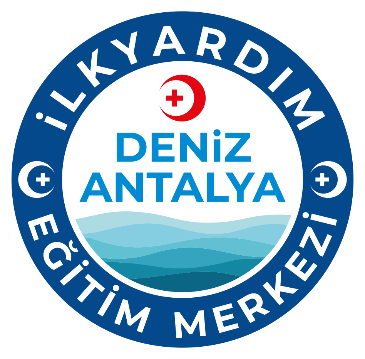 İLKYARDIM
DENİZ
ANTALYA
EĞİTİM MERKEZİ